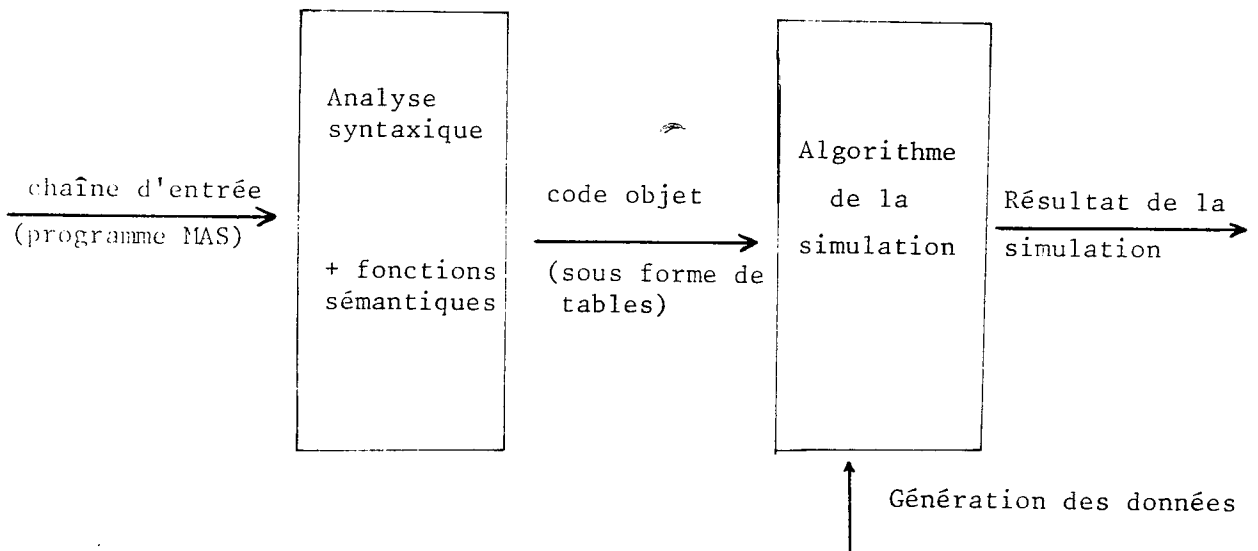 chaîne d'entrée
(programme MAS)
Analyse
syntaxique
+ fonctions
sémantiques
code objet
(sous forme de
tables)
Algorithme
de la
simulation
Résultat de la
simulation
Génération des données